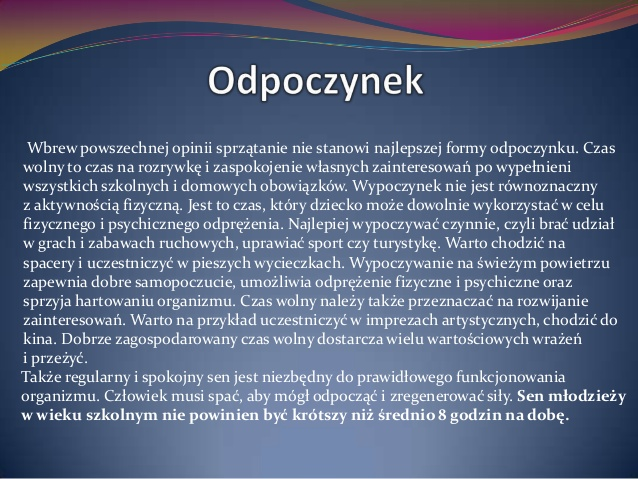 Odpoczynek
Wbrew powszechnej opinii sprzątanie nie stanowi najlepszej formy odpoczynku. Czas
wolny to czas na rozrywkę i zaspokojenie własnych zainteresowań po wypełnieni
wszystkich szkolnych i domowych obowiązków. Wypoczynek nie jest równoznaczny
z aktywnością fizyczną. Jest to czas, który dziecko może dowolnie wykorzystać w celu
fizycznego i psychicznego odprężenia. Najlepiej wypoczywać czynnie, czyli brać udział
w grach i zabawach ruchowych, uprawiać sport czy turystykę. Warto chodzić na
spacery i uczestniczyć w pieszych wycieczkach. Wypoczywanie na świeżym powietrzu
zapewnia dobre samopoczucie, umożliwia odprężenie fizyczne i psychiczne oraz
sprzyja hartowaniu organizmu. Czas wolny należy także przeznaczać na rozwijanie
zainteresowań. Warto na przykład uczestniczyć w imprezach artystycznych, chodzić do
kina. Dobrze zagospodarowany czas wolny dostarcza wielu wartościowych wrażeń
i przeżyć.
Także regularny i spokojny sen jest niezbędny do prawidłowego funkcjonowania
organizmu. Człowiek musi spać, aby mógł odpocząć i zregenerować siły. Sen młodzieży
w wieku szkolnym nie powinien być krótszy niż średnio 8 godzin na dobę.